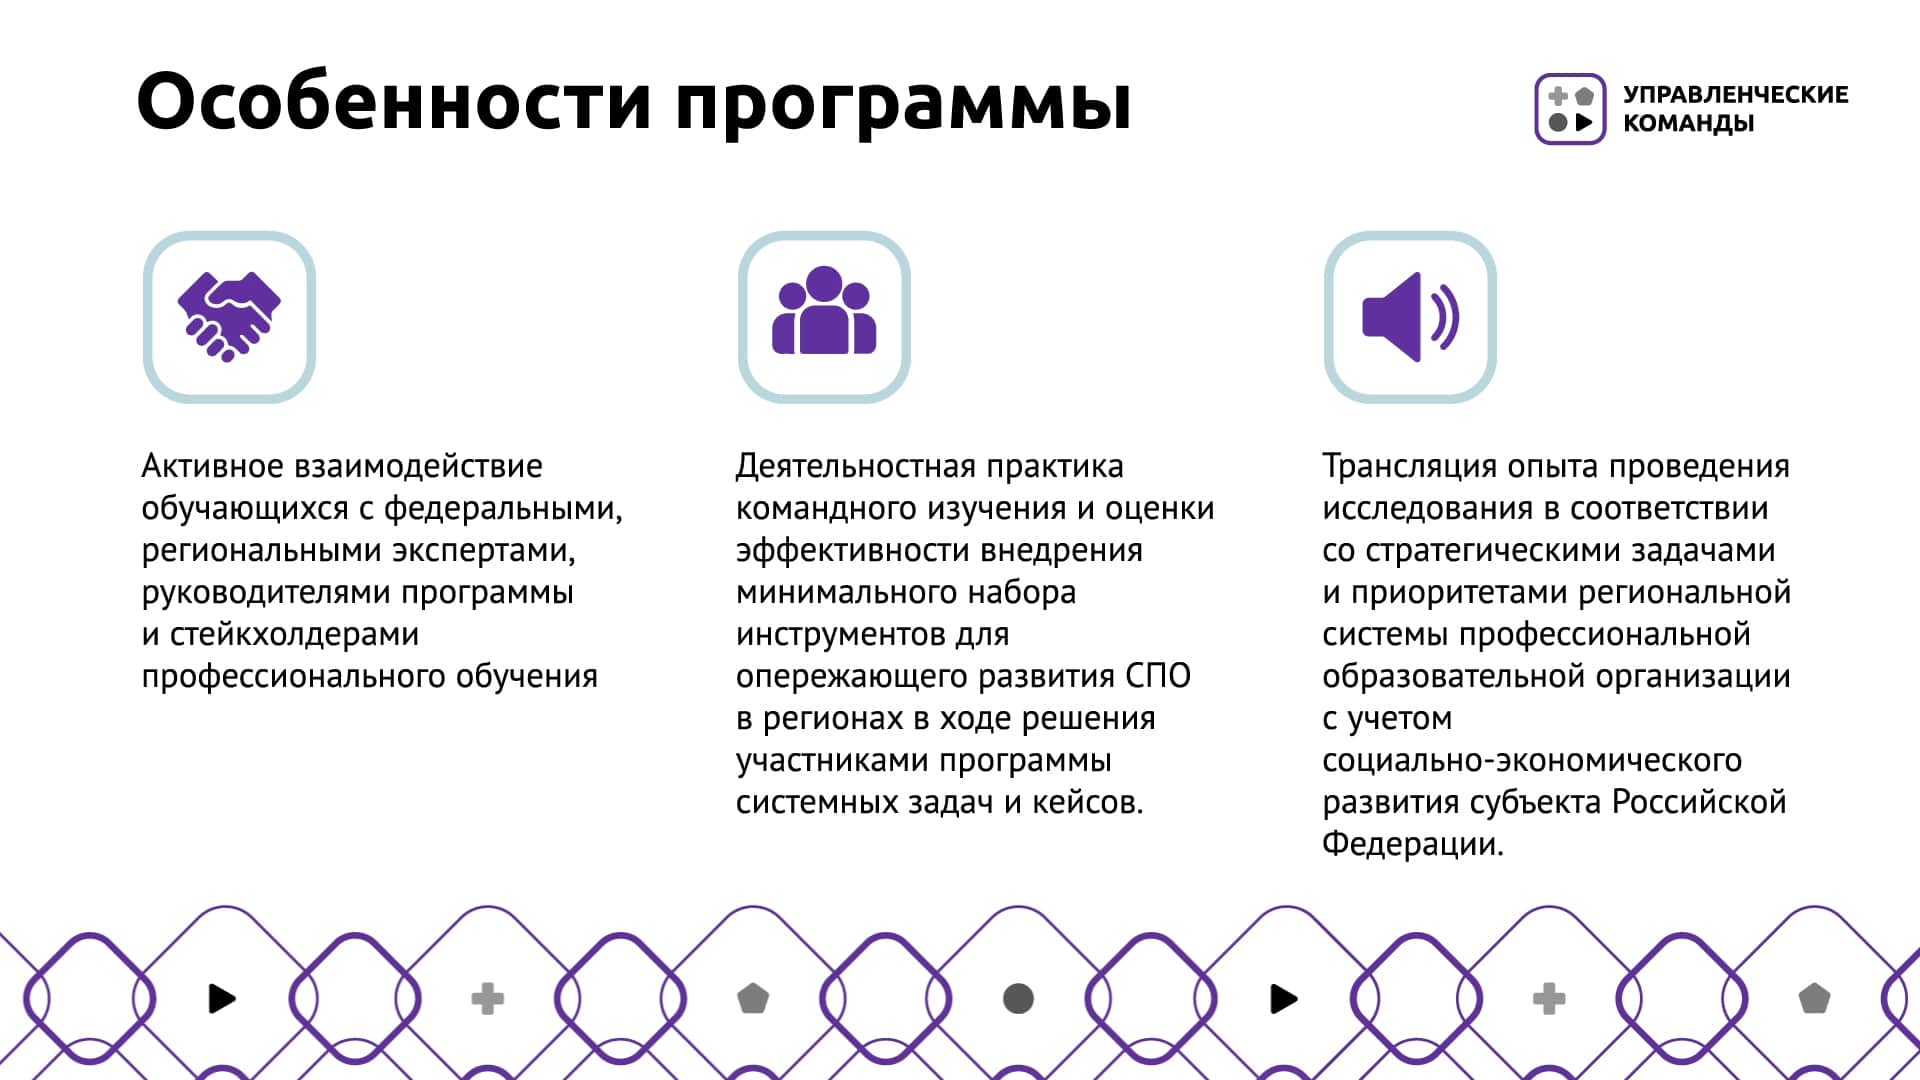 Особенности программы
УПРАВЛЕНЧЕСКИЕ
КОМАНДЫ
Активное взаимодействие
обучающихся с федеральными,
региональными экспертами,
руководителями программы
и стейкхолдерами
профессионального обучения
Деятельностная практика
командного изучения и оценки
эффективности внедрения
минимального набора
инструментов для
опережающего развития СПО
в регионах в ходе решения
участниками программы
системных задач и кейсов.
Трансляция опыта проведения
исследования в соответствии
со стратегическими задачами
и приоритетами региональной
системы профессиональной
образовательной организации
с учетом
социально-экономического
развития субъекта Российской
Федерации.